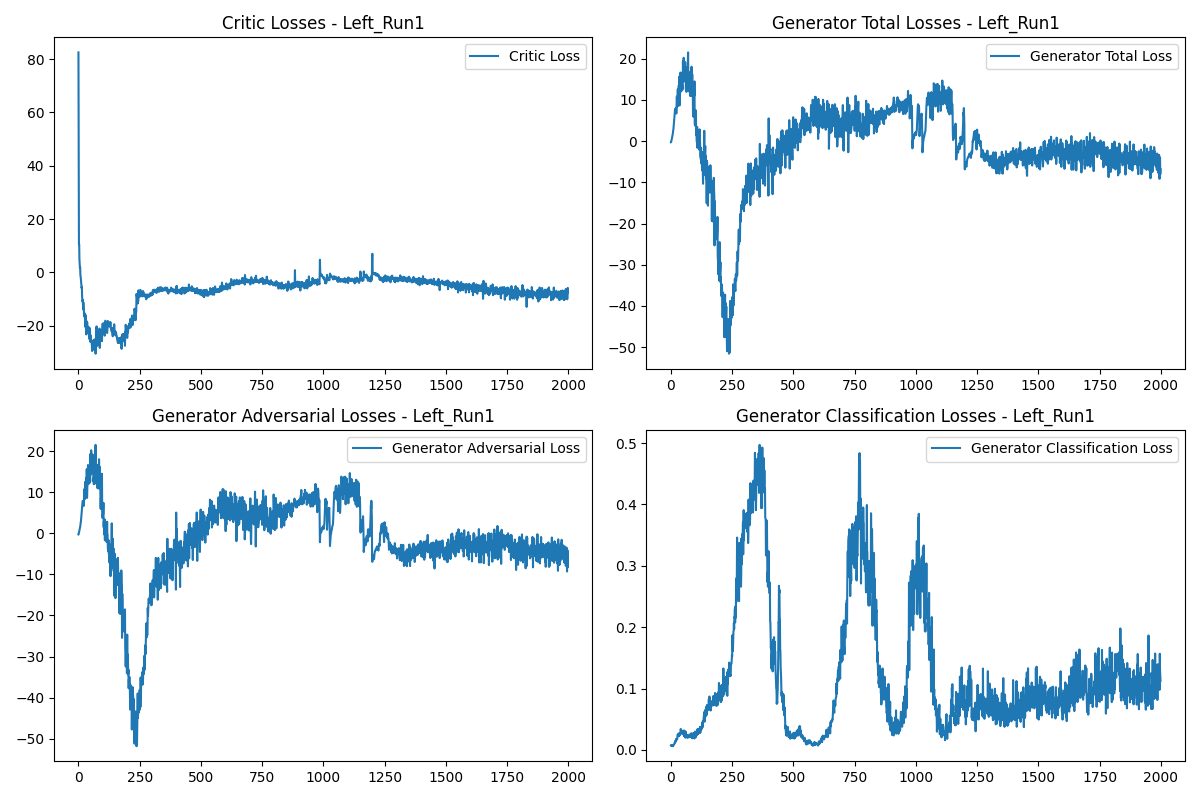 Critic Losses - Left_Run1
Critic Loss
80
60
40
20
0
−20
0 250 500 750 1000 1250 1500 1750 2000
Generator Total Losses - Left_Run1
Generator Total Loss
20
10
0
−10
−20
−30
−40
−50
0 250 500 750 1000 1250 1500 1750 2000
Generator Adversarial Losses - Left_Run1
Generator Adversarial Loss
20
10
0
−10
−20
−30
−40
−50
0 250 500 750 1000 1250 1500 1750 2000
Generator Classification Losses - Left_Run1
Generator Classification Loss
0.5
0.4
0.3
0.2
0.1
0.0
0 250 500 750 1000 1250 1500 1750 2000